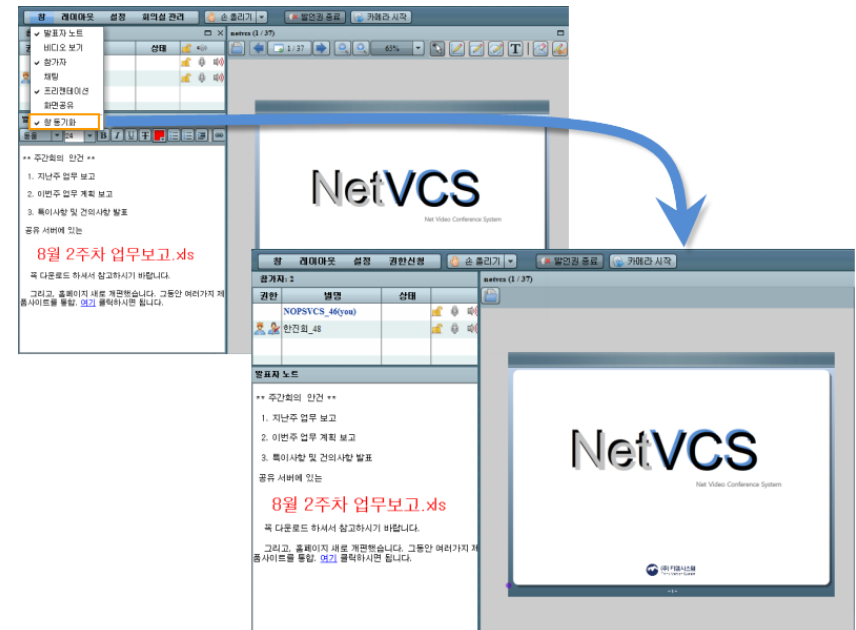 창 레이아웃 설정 회의실 관리 손 흘리기 발언권 종료 카메라 시작
발표자 노트
비디오 보기
참가자
채팅
프리젠테이션
화면공유
창 동기화
상태
netvcs (1 / 37)
1 / 37 65% T
24 B I U T
** 주간회의 안건 **
1. 지난주 업무 보고
2. 이번주 업무 계획 보고
3. 특이사항 및 건의사항 발표
공유 서버에 있는
8월 2주차 업무보고.xls
꼭 다운로드 하셔서 참고하시기 바랍니다.
그리고, 홈페이지 새로 개편했습니다. 그동안 여러가지 제
품사이트를 통합. 여기 클릭하시면 됩니다.
NetVCS
Net Video Conference System
창 레이아웃 설정 권한신청 손 흘리기 발언권 종료 카메라 시작
참가자: 2
권한 별명 상태
NOPSVCS_46(you)
한진희_48
발표자 노트
** 주간회의 안건 **
1. 지난주 업무 보고
2. 이번주 업무 계획 보고
3. 특이사항 및 건의사항 발표
공유 서버에 있는
8월 2주차 업무보고.xls
꼭 다운로드 하셔서 참고하시기 바랍니다.
그리고, 홈페이지 새로 개편했습니다. 그동안 여러가지 제
품사이트를 통합. 여기 클릭하시면 됩니다.
netvcs (1 / 37)
NetVCS
Net Video Conference System
- 1 -